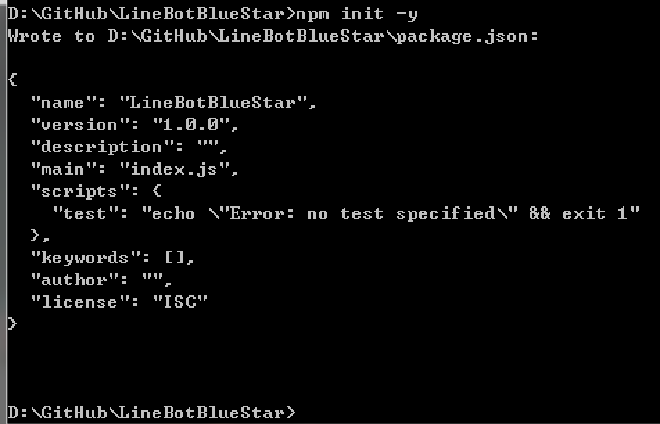 D:\GitHub\LineBotBlueStar>npm init -y
Wrote to D:\GitHub\LineBotBlueStar\package.json:
{
  "name": "LineBotBlueStar",
  "version": "1.0.0",
  "description": "",
  "main": "index.js",
  "scripts": {
    "test": "echo \"Error: no test specified\" && exit 1"
  },
  "keywords": [],
  "author": "",
  "license": "ISC"
}
D:\GitHub\LineBotBlueStar>